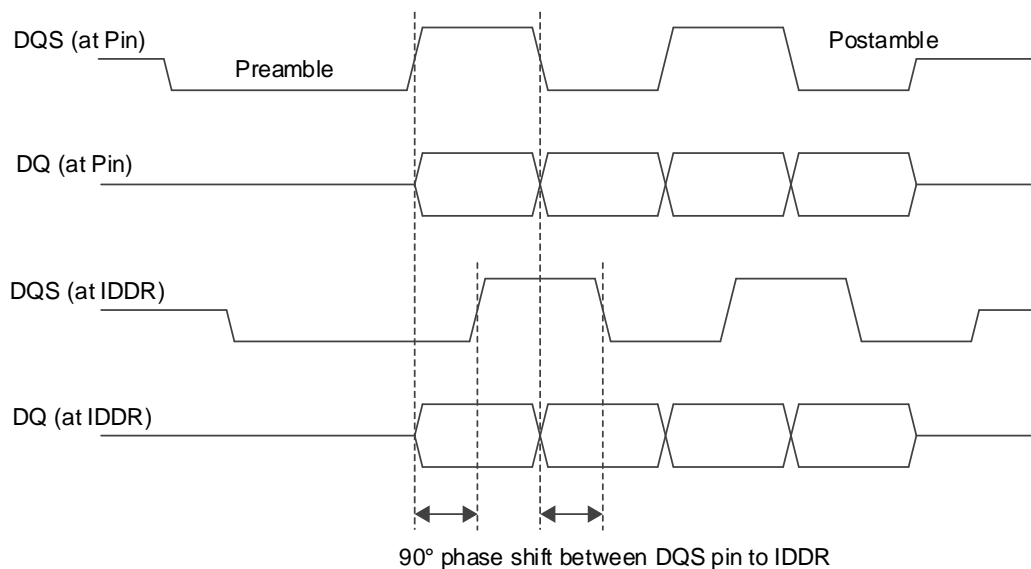 DQS (at Pin)
Preamble
Postamble
DQ (at Pin)
DQS (at IDDR)
DQ (at IDDR)
90° phase shift between DQS pin to IDDR